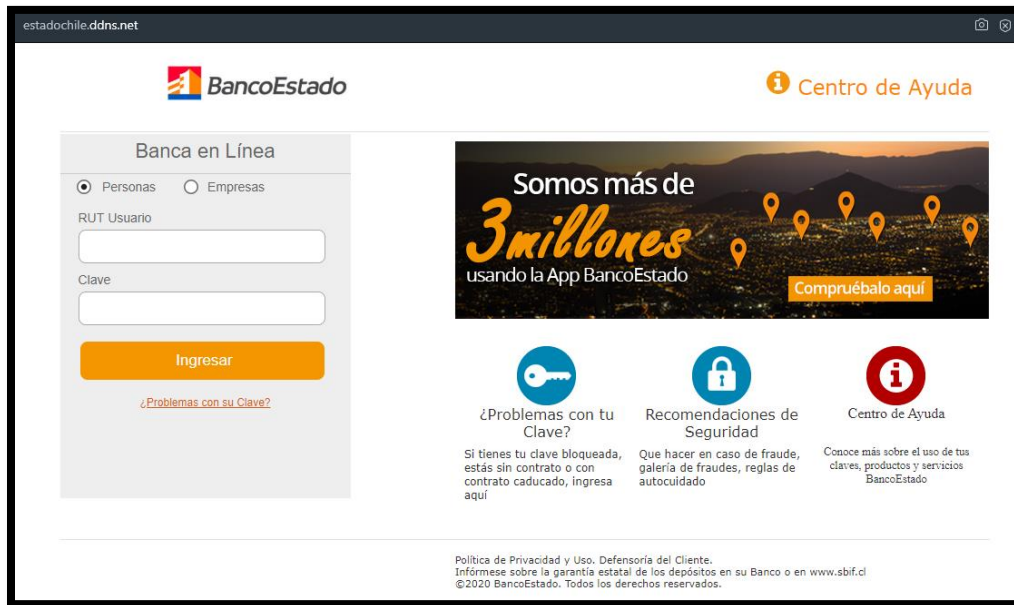 estadochile.ddns.net
BancoEstado
Centro de Ayuda
Banca en Línea
Personas
Empresas
RUT Usuario
Clave
Ingresar
¿Problemas con su Clave?
Somos más de
3millones
usando la App BancoEstado
Compruébalo aquí
¿Problemas con tu
Clave?
Si tienes tu clave bloqueada,
estás sin contrato o con
contrato caducado, ingresa
aquí
Recomendaciones de
Seguridad
Que hacer en caso de fraude,
galería de fraudes, reglas de
autocuidado
Centro de Ayuda
Conoce más sobre el uso de tus
claves, productos y servicios
BancoEstado
Política de Privacidad y Uso. Defensoría del Cliente.
Infórmese sobre la garantía estatal de los depósitos en su Banco o en www.sbif.cl
©2020 BancoEstado. Todos los derechos reservados.